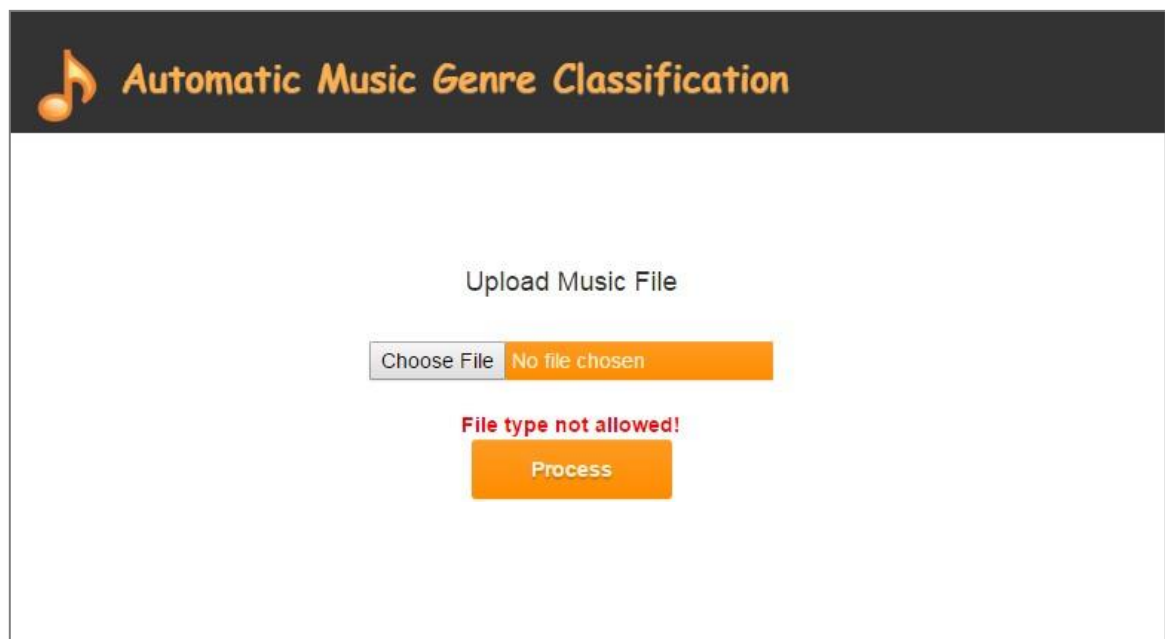 Automatic Music Genre Classification
Upload Music File
Choose File No file chosen
File type not allowed!
Process